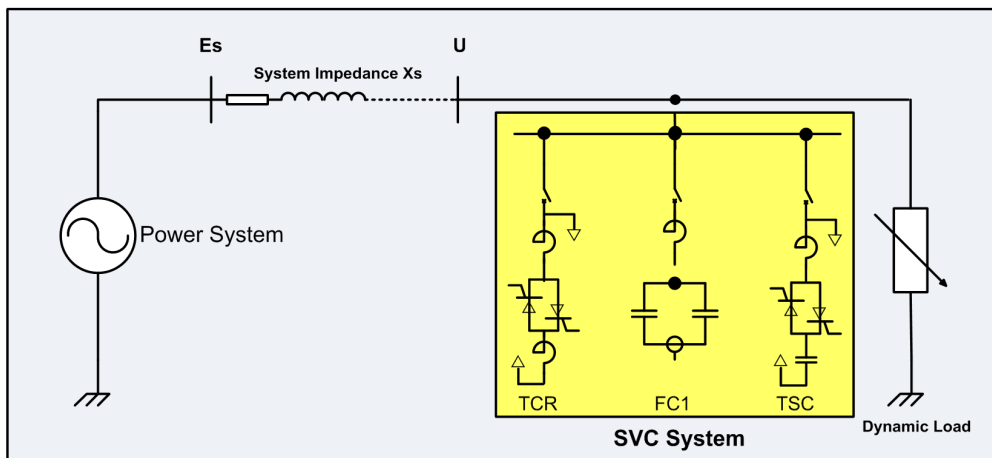 Es
U
System Impedance Xs
Power System
TCR
FC1
TSC
Dynamic Load
SVC System